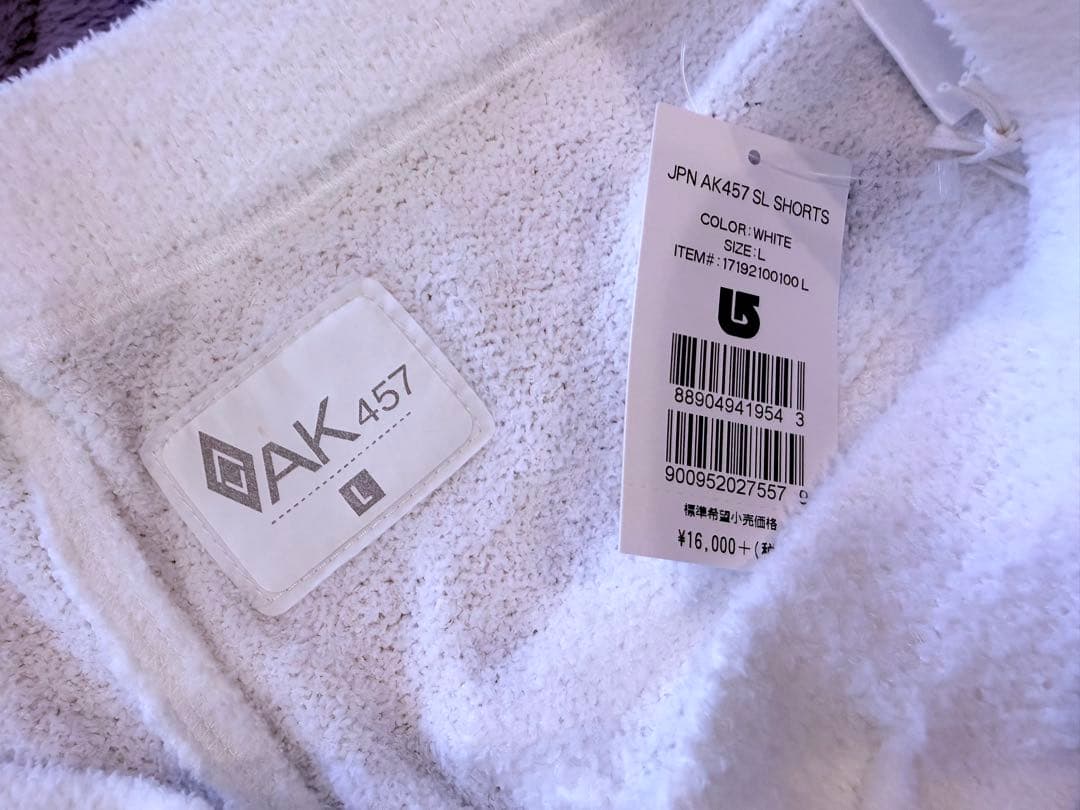 AK 457
L
JPN AK457 SL SHORTS
COLOR:WHITE
SIZE:L
ITEM#:17192100100 L
88904941954 3
900952027557 9
標準希望小売価格
¥16,000+(税